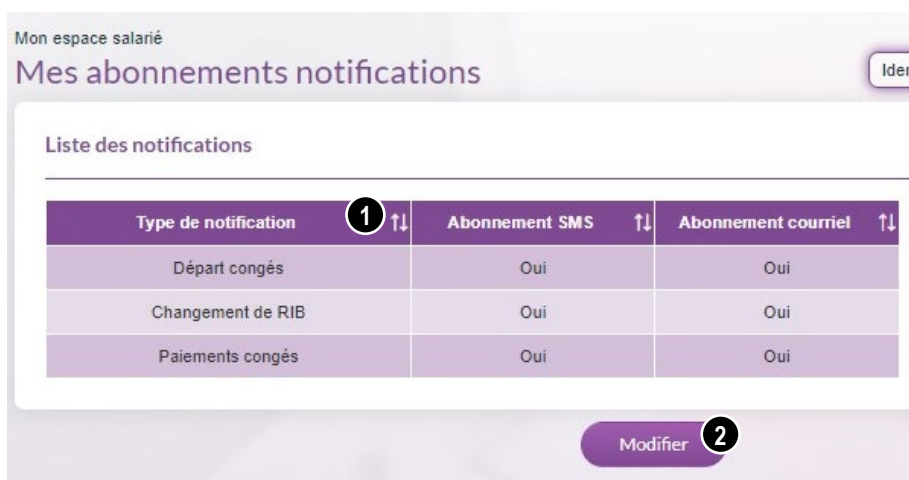 Mon espace salarié
Mes abonnements notifications
Iden
Liste des notifications
Type de notification 1 Abonnement SMS Abonnement courriel
Départ congés Oui Oui
Changement de RIB Oui Oui
Paiements congés Oui Oui
Modifier 2